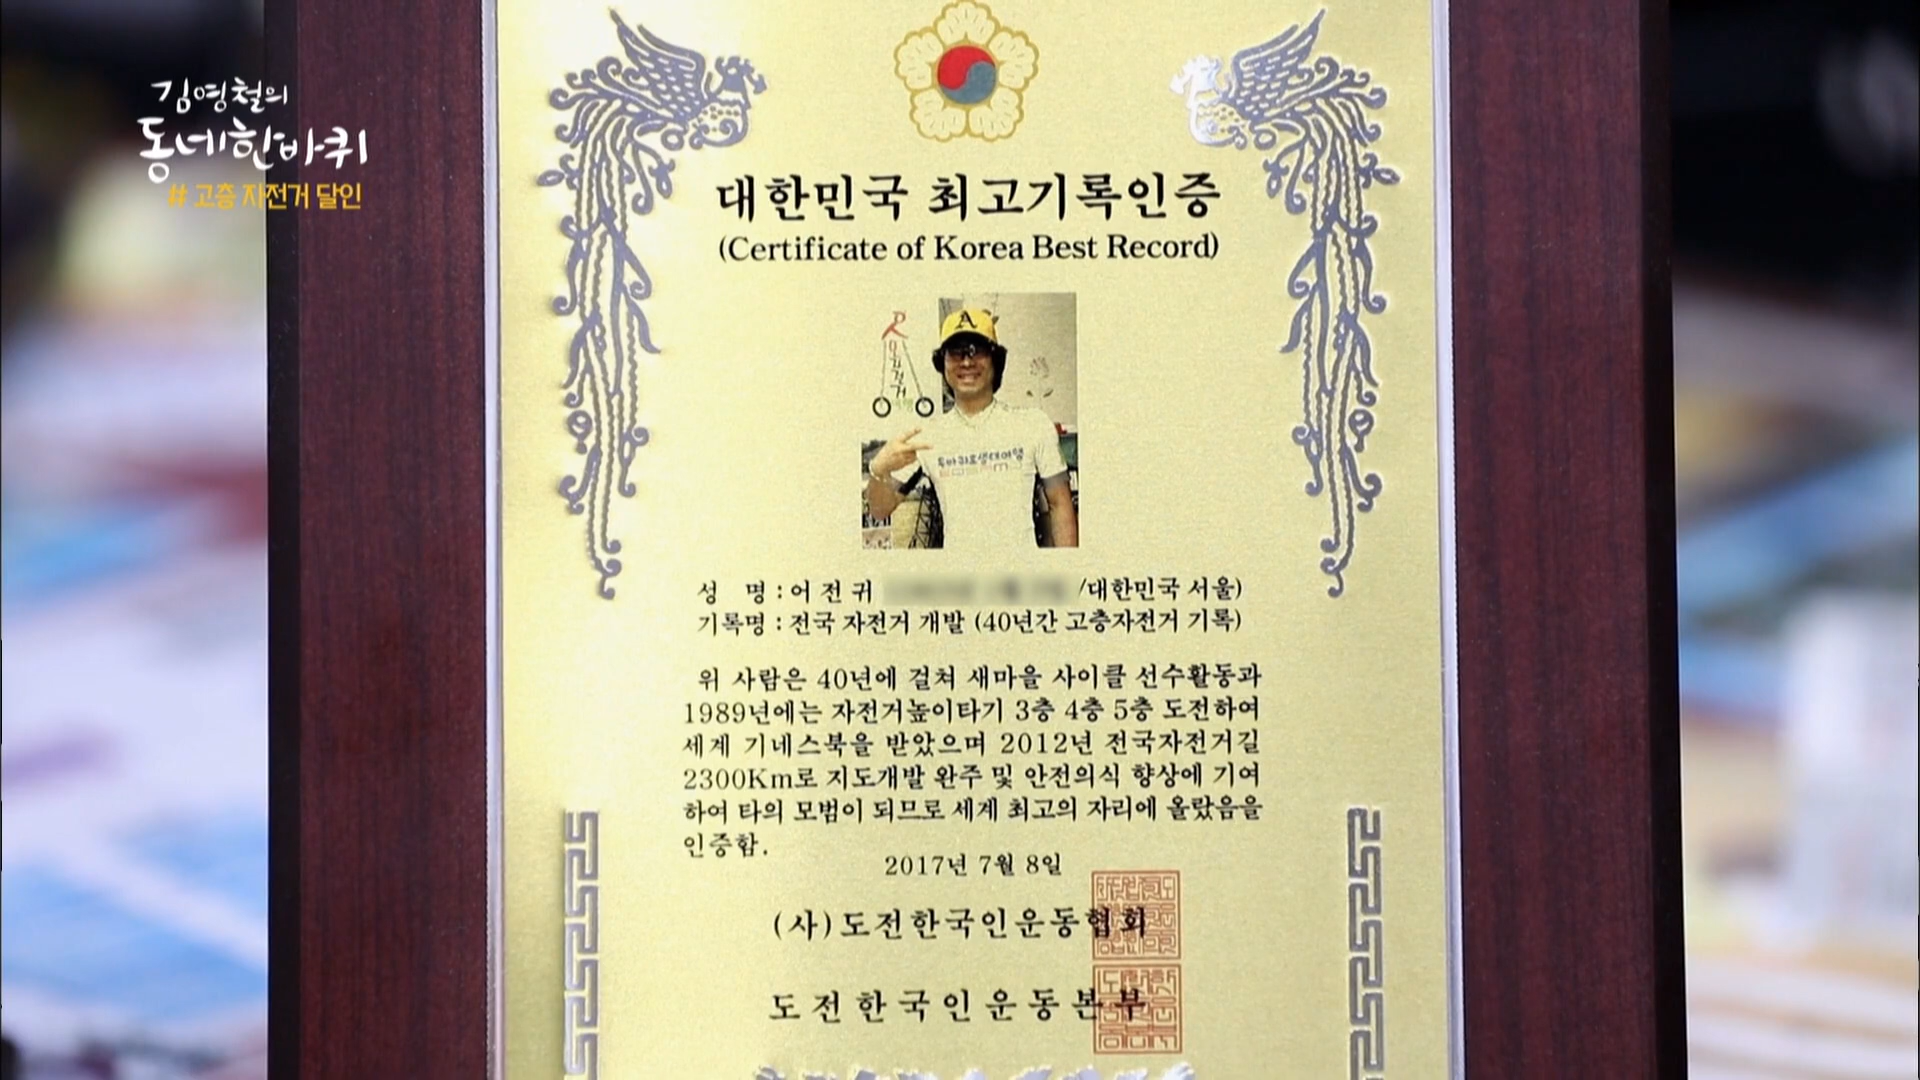 김영철의
동네한바퀴
# 고층 자전거 달인
대한민국 최고기록인증
(Certificate of Korea Best Record)
A
성 명 : 어 전 귀 /대한민국 서울)
기록명 : 전국 자전거 개발 (40년간 고층자전거 기록)
위 사람은 40년에 걸쳐 새마을 사이클 선수활동과
1989년에는 자전거높이타기 3층 4층 5층 도전하여
세계 기네스북을 받았으며 2012년 전국자전거길
2300Km로 지도개발 완주 및 안전의식 향상에 기여
하여 타의 모범이 되므로 세계 최고의 자리에 올랐음을
인증함.
2017년 7월 8일
(사)도전한국인운동협회
도전한국인운동본부